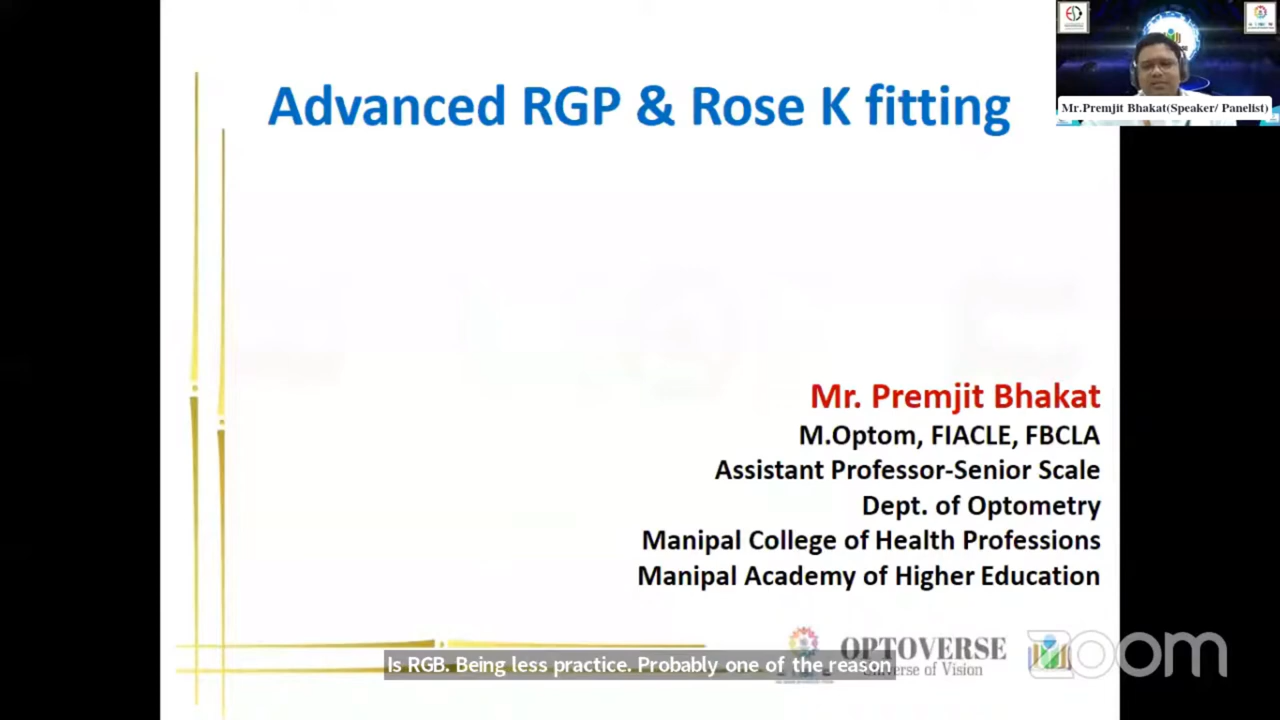 Advanced RGP & Rose K fitting
Mr.Premjit Bhakat(Speaker/ Panelist)
Mr. Premjit Bhakat
M.Optom, FIACLE, FBCLA
Assistant Professor-Senior Scale
Dept. of Optometry
Manipal College of Health Professions
Manipal Academy of Higher Education
OPTOVERSE
Universe of Vision
zoom
Is RGB. Being less practice. Probably one of the reason